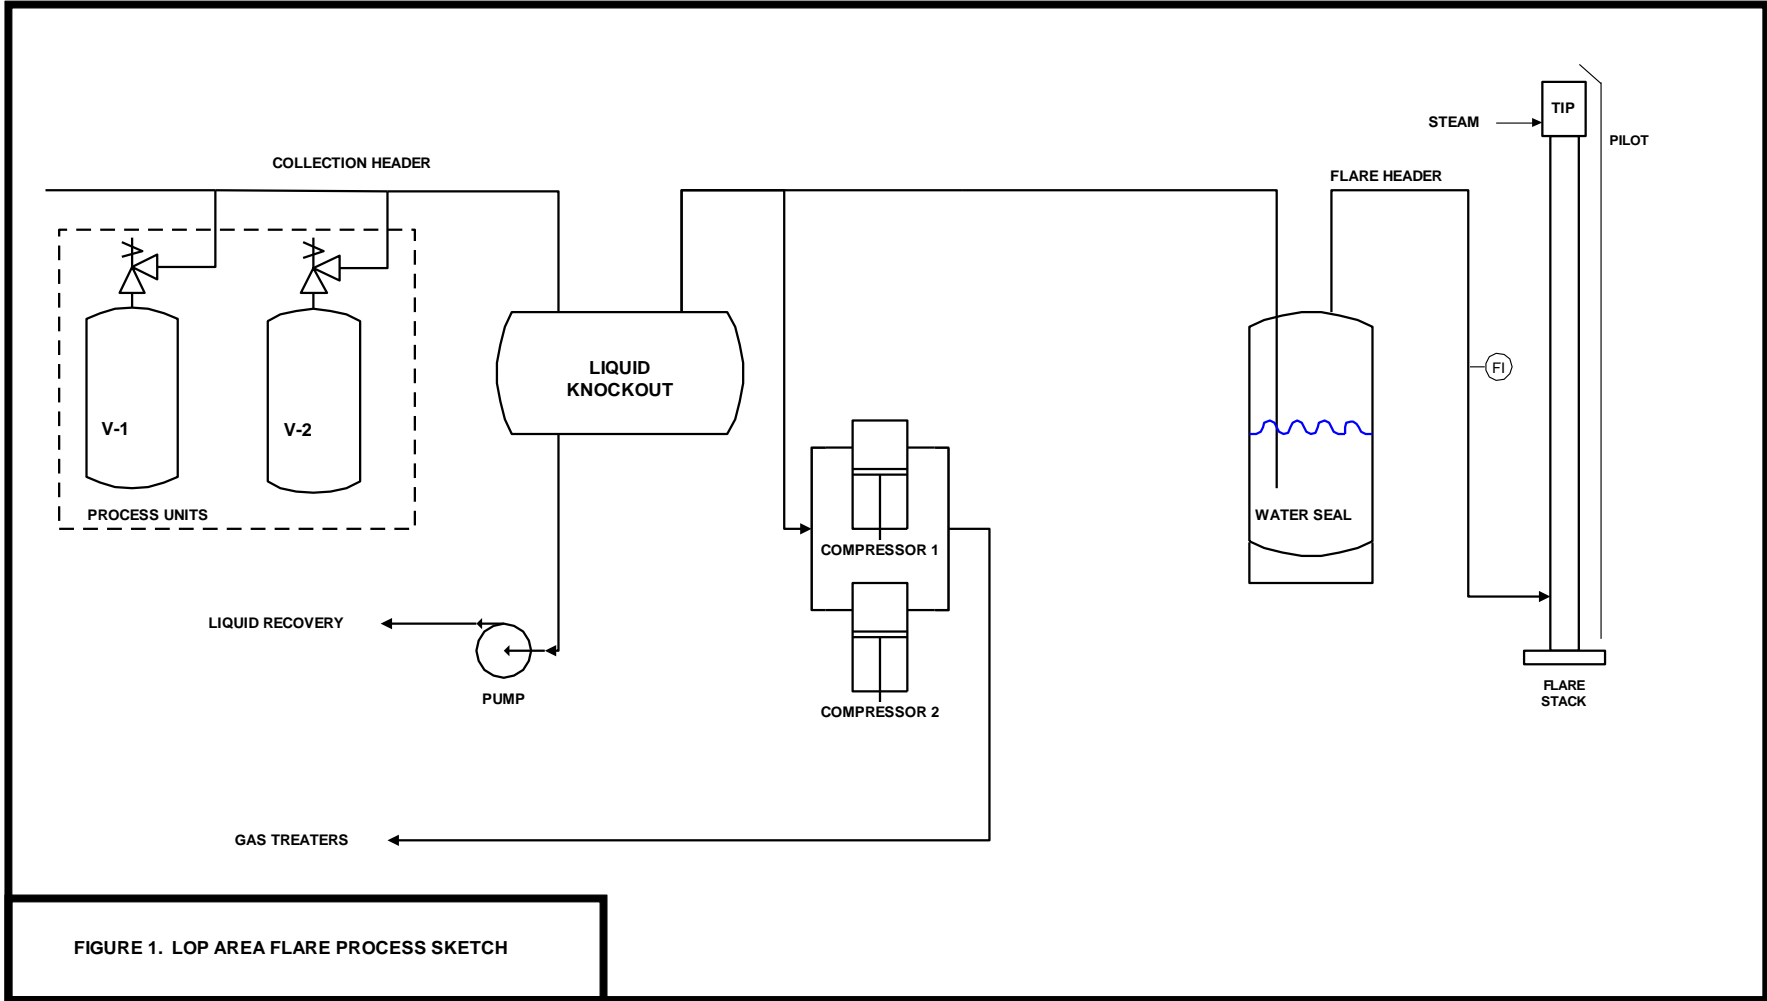 TIP
STEAM
PILOT
COLLECTION HEADER
FLARE HEADER
LIQUID
KNOCKOUT
FI
V-1
V-2
PROCESS UNITS
WATER SEAL
COMPRESSOR 1
LIQUID RECOVERY
PUMP
COMPRESSOR 2
FLARE
STACK
GAS TREATERS
FIGURE 1. LOP AREA FLARE PROCESS SKETCH